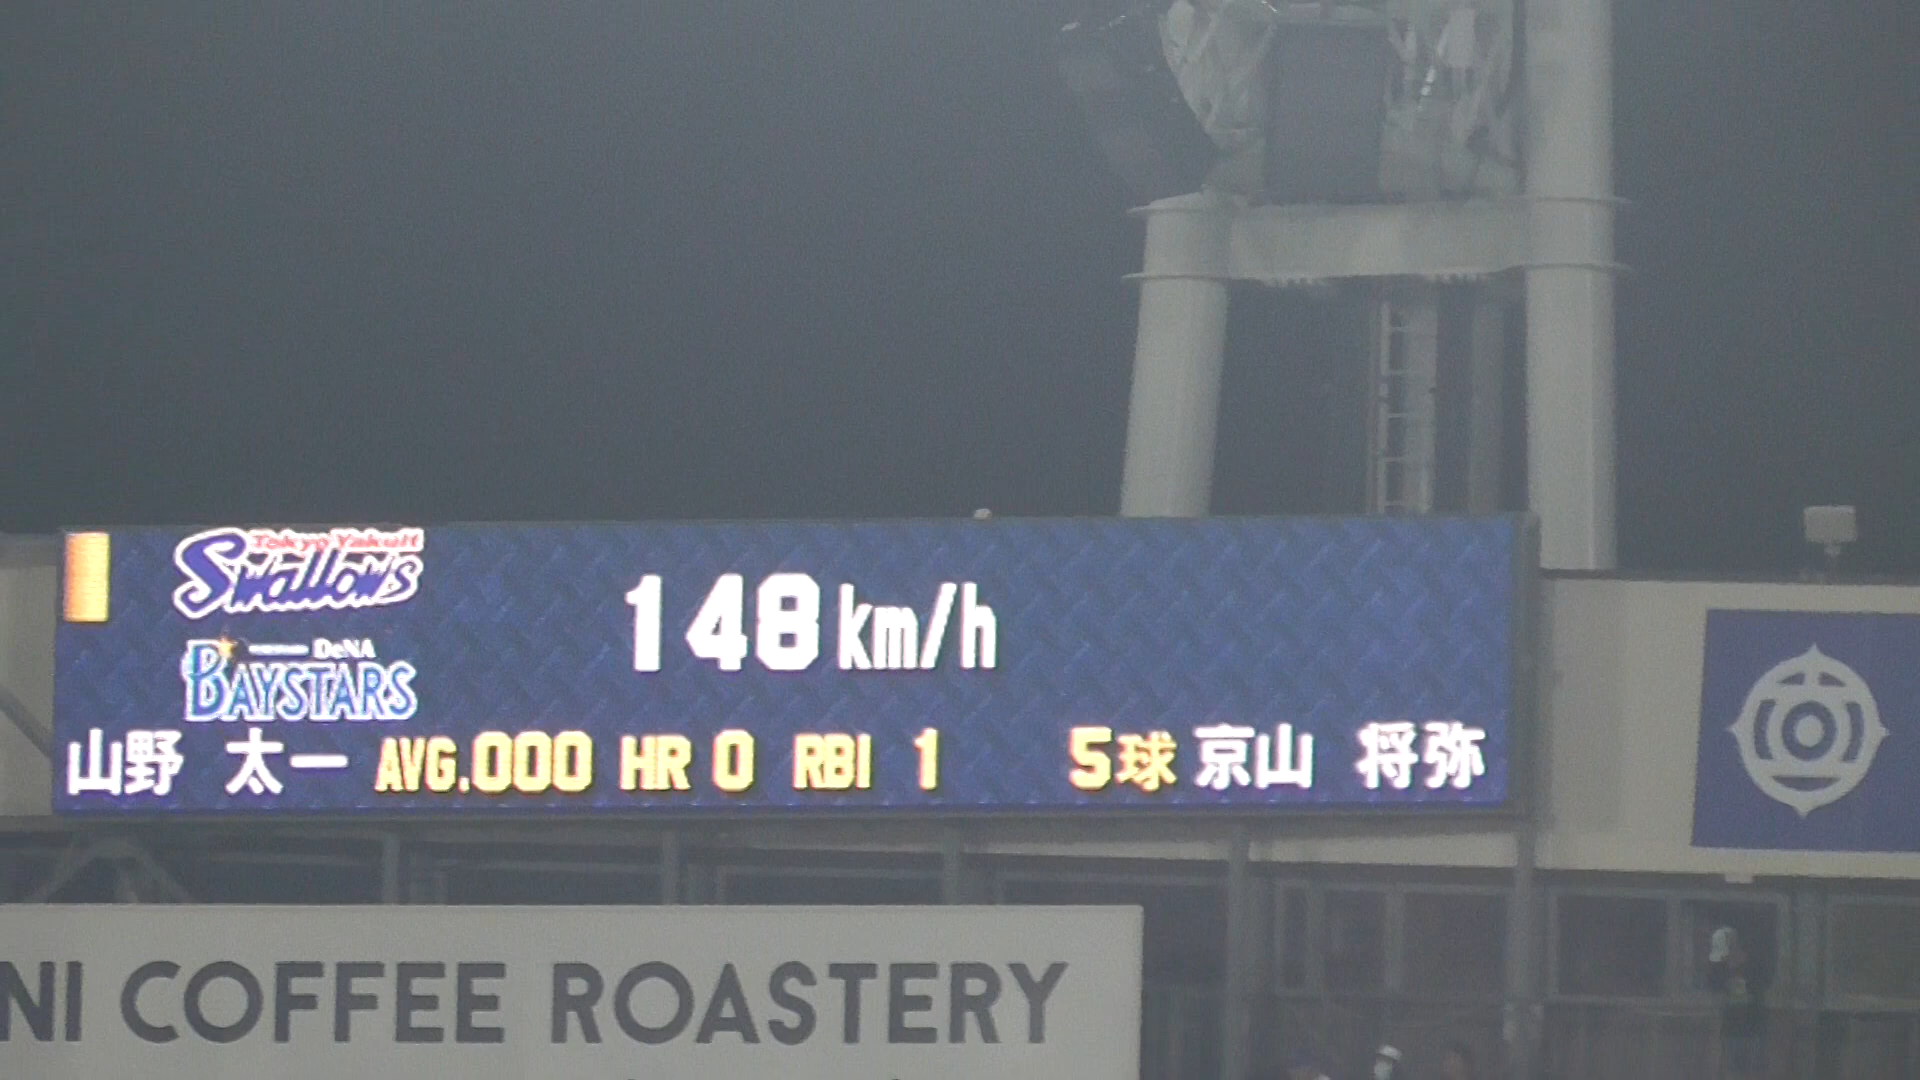 Tokyo Yakult
Swallows
148 km/h
DeNA
BAYSTARS
山野 太一 AVG.000 HR 0 RBI 1 5球 京山 将弥
NI COFFEE ROASTERY